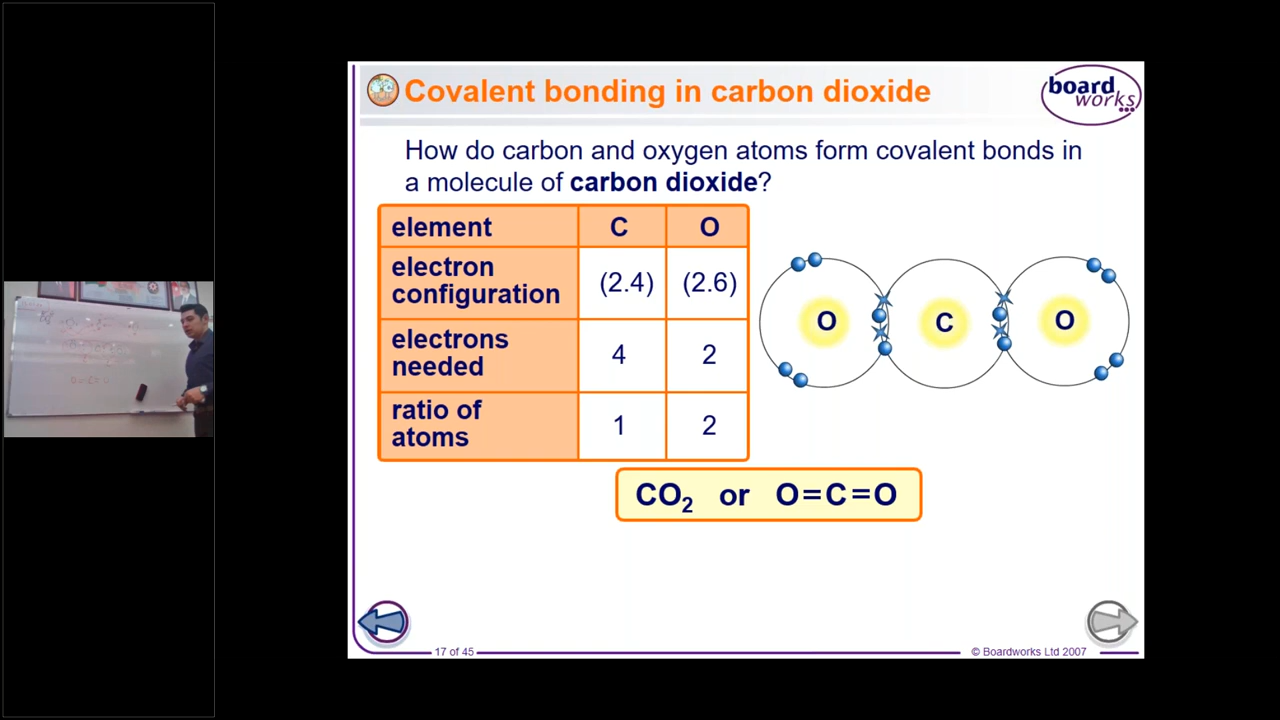 Covalent bonding in carbon dioxide
board
works
How do carbon and oxygen atoms form covalent bonds in
a molecule of carbon dioxide?
element C O
electron
configuration (2.4) (2.6)
electrons
needed 4 2
ratio of
atoms 1 2
O C O
CO₂ or O=C=O
17 of 45
© Boardworks Ltd 2007